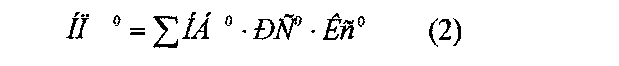 ÍÏ ⁰ = ∑ ÍÁ ⁰ · ÐÑ⁰ · Êñ⁰ (2)